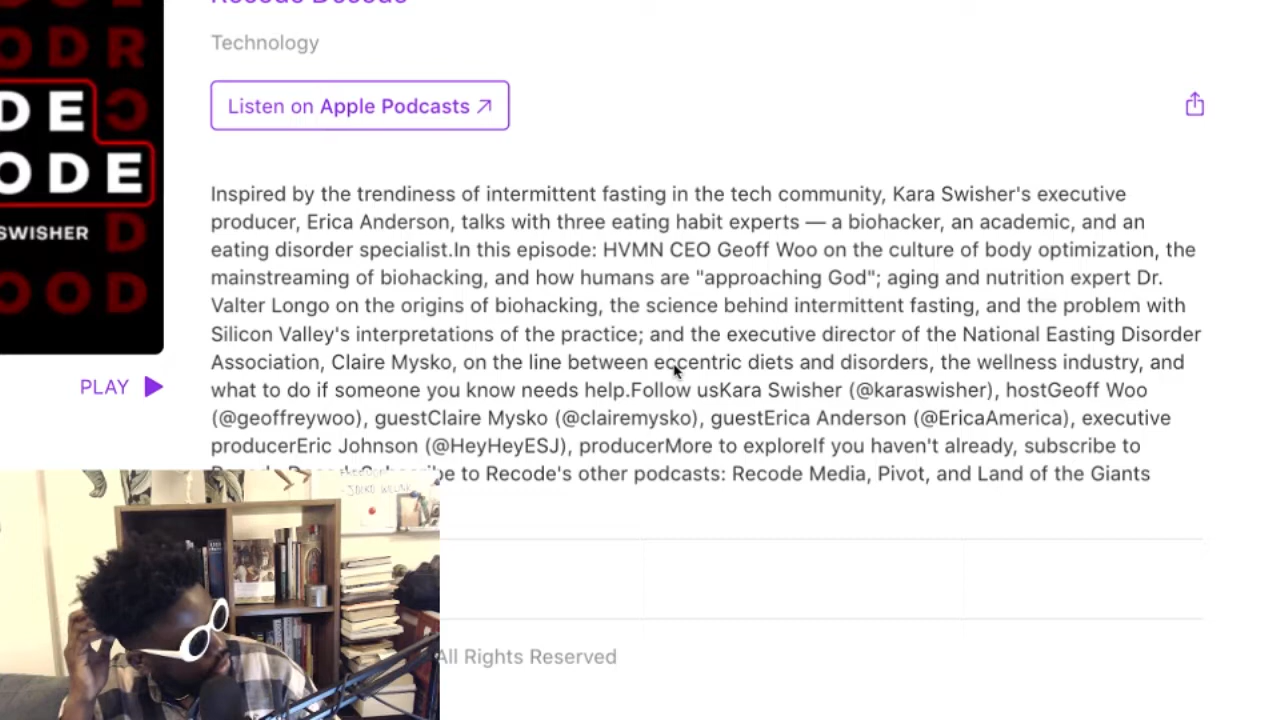 Recode Decode
Technology
Listen on Apple Podcasts
Inspired by the trendiness of intermittent fasting in the tech community, Kara Swisher's executive
producer, Erica Anderson, talks with three eating habit experts — a biohacker, an academic, and an
eating disorder specialist.In this episode: HVMN CEO Geoff Woo on the culture of body optimization, the
mainstreaming of biohacking, and how humans are "approaching God"; aging and nutrition expert Dr.
Valter Longo on the origins of biohacking, the science behind intermittent fasting, and the problem with
Silicon Valley's interpretations of the practice; and the executive director of the National Easting Disorder
Association, Claire Mysko, on the line between eccentric diets and disorders, the wellness industry, and
what to do if someone you know needs help.Follow usKara Swisher (@karaswisher), hostGeoff Woo
(@geoffreywoo), guestClaire Mysko (@clairemysko), guestErica Anderson (@EricaAmerica), executive
producerEric Johnson (@HeyHeyESJ), producerMore to exploreIf you haven't already, subscribe to
be to Recode's other podcasts: Recode Media, Pivot, and Land of the Giants
All Rights Reserved
ODR
DE
ODE
SWISHER
D
OOD
PLAY